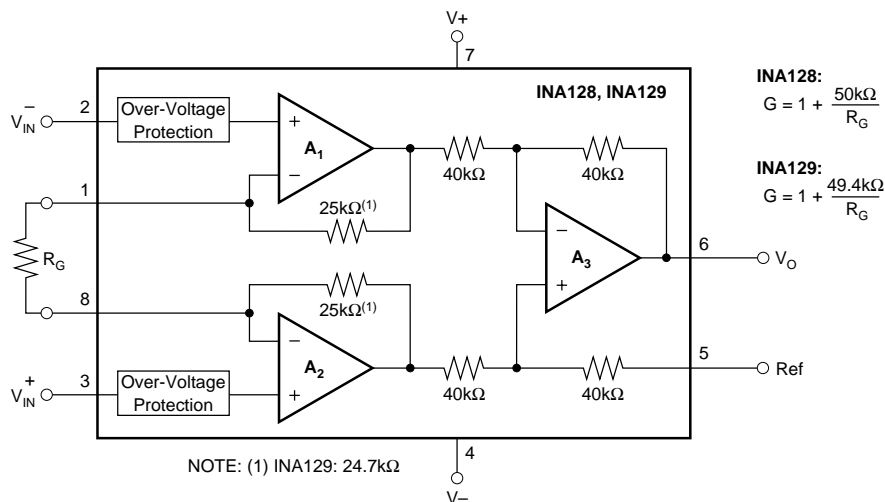 V+
7
INA128, INA129
INA128:
G = 1 + 50kΩ / R_G
INA129:
G = 1 + 49.4kΩ / R_G
V⁻_IN
2
Over-Voltage
Protection
+
A₁
−
40kΩ
40kΩ
1
25kΩ⁽¹⁾
R_G
−
A₃
+
6
V_O
8
25kΩ⁽¹⁾
−
A₂
+
5
Ref
V⁺_IN
3
Over-Voltage
Protection
40kΩ
40kΩ
4
NOTE: (1) INA129: 24.7kΩ
V−